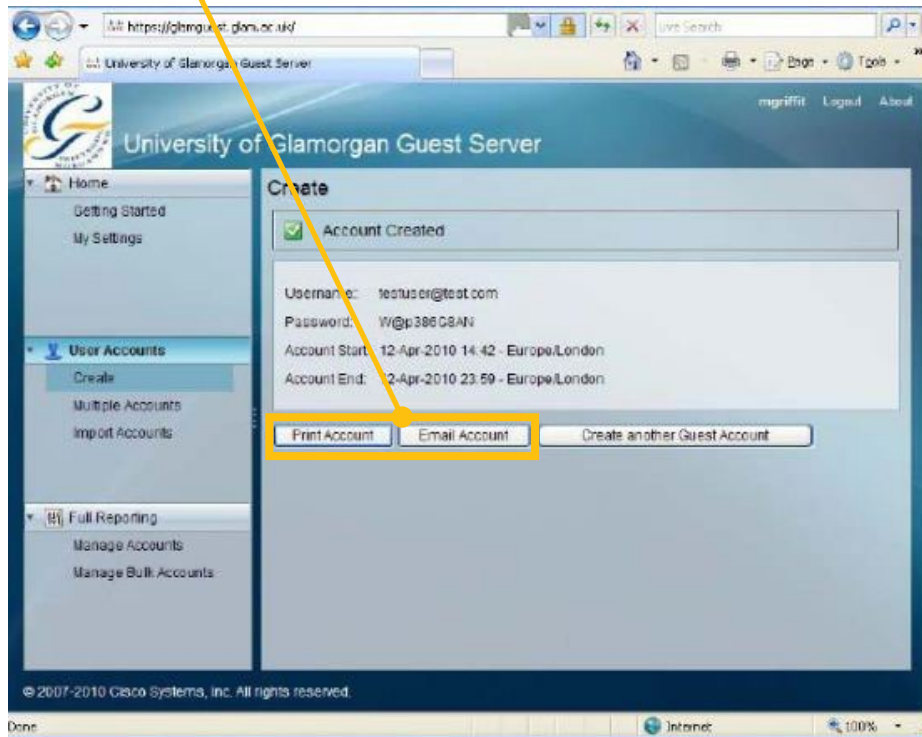 https://glamguest.glam.ac.uk/
Live Search
University of Glamorgan Guest Server
Page
Tools
mgriffit Logout About
University of Glamorgan Guest Server
Home
Getting Started
My Settings
User Accounts
Create
Multiple Accounts
Import Accounts
Full Reporting
Manage Accounts
Manage Bulk Accounts
Create
Account Created
Username: testuser@test.com
Password:
Account Start: 12-Apr-2010 14:42 - Europe/London
Account End: 12-Apr-2010 23:59 - Europe/London
Print Account
Email Account
Create another Guest Account
© 2007-2010 Cisco Systems, Inc. All rights reserved.
Done
Internet
100%